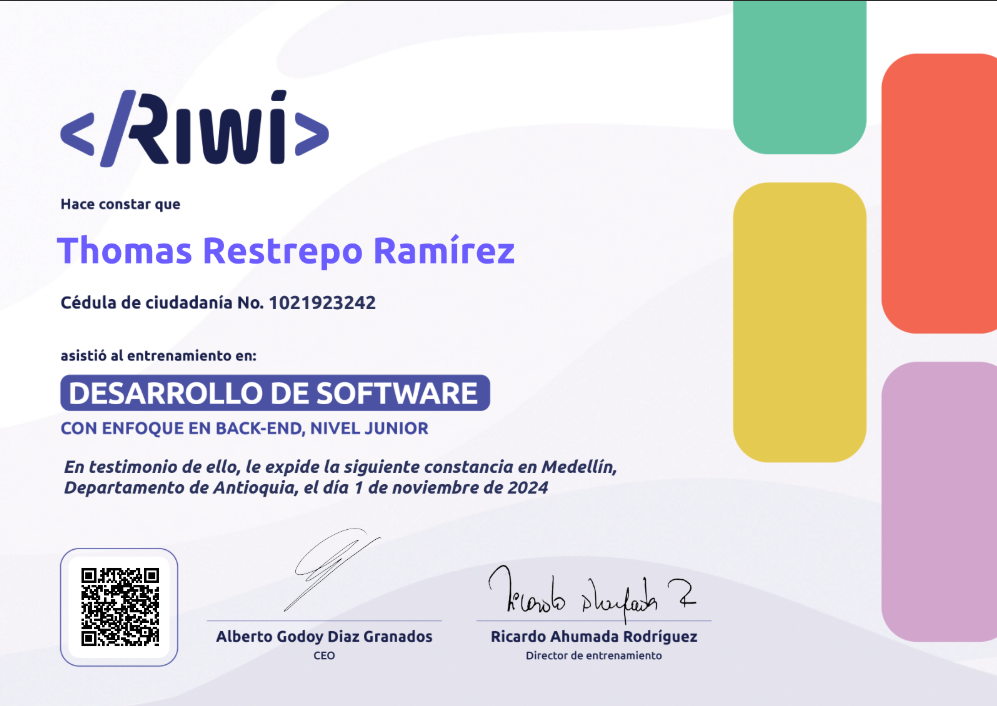 </RIWI>
Hace constar que
Thomas Restrepo Ramírez
Cédula de ciudadanía No. 1021923242
asistió al entrenamiento en:
DESARROLLO DE SOFTWARE
CON ENFOQUE EN BACK-END, NIVEL JUNIOR
En testimonio de ello, le expide la siguiente constancia en Medellín,
Departamento de Antioquia, el día 1 de noviembre de 2024
Ricardo Ahumada R
Alberto Godoy Diaz Granados
CEO
Ricardo Ahumada Rodríguez
Director de entrenamiento